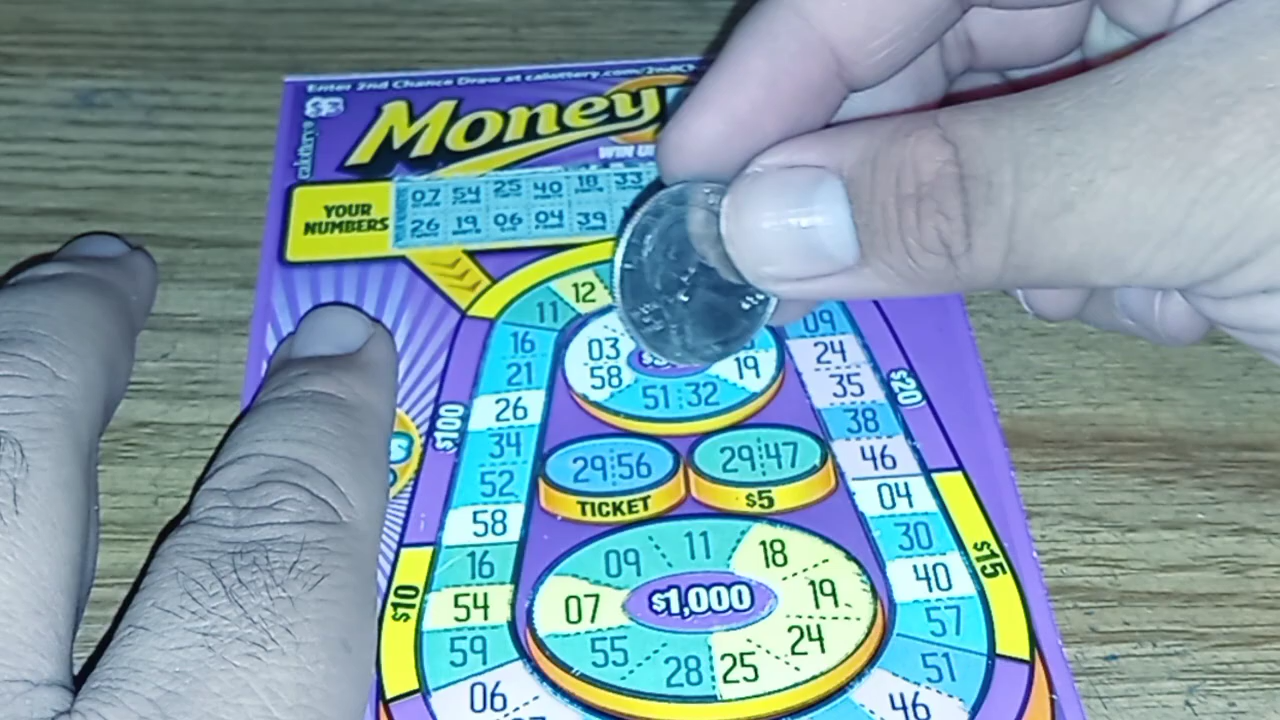 Enter 2nd Chance Draw at calottery.com/2ndCh
calottery
Money
WIN U
YOUR
NUMBERS
07 54 25 40 18 33
26 19 06 04 39
12
11
16
21
26
34
52
58
16
54
59
06
$100
$10
03
58
51 32
19
29 56
TICKET
29 47
$5
09 11 18
07 $1,000 19
55 28 25 24
09
24
35
38
46
04
30
40
57
51
46
$20
$15